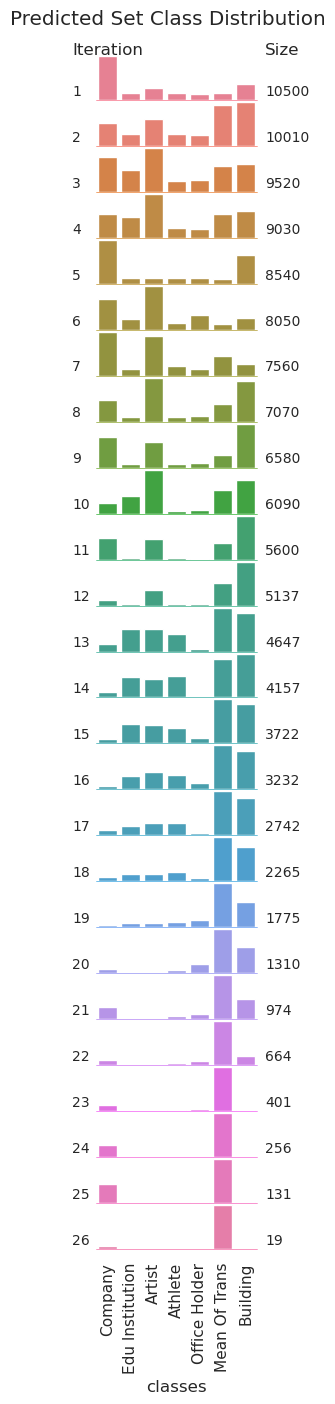 Predicted Set Class Distribution
Iteration Size
1 10500
2 10010
3 9520
4 9030
5 8540
6 8050
7 7560
8 7070
9 6580
10 6090
11 5600
12 5137
13 4647
14 4157
15 3722
16 3232
17 2742
18 2265
19 1775
20 1310
21 974
22 664
23 401
24 256
25 131
26 19
Company
Edu Institution
Artist
Athlete
Office Holder
Mean Of Trans
Building
classes